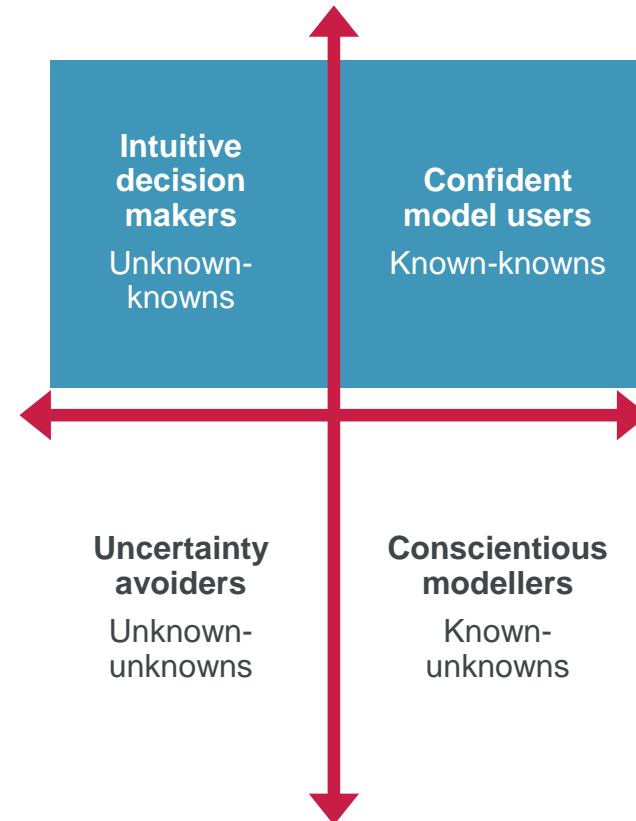 Intuitive
decision
makers
Unknown-
knowns
Confident
model users
Known-knowns
Uncertainty
avoiders
Unknown-
unknowns
Conscientious
modellers
Known-
unknowns